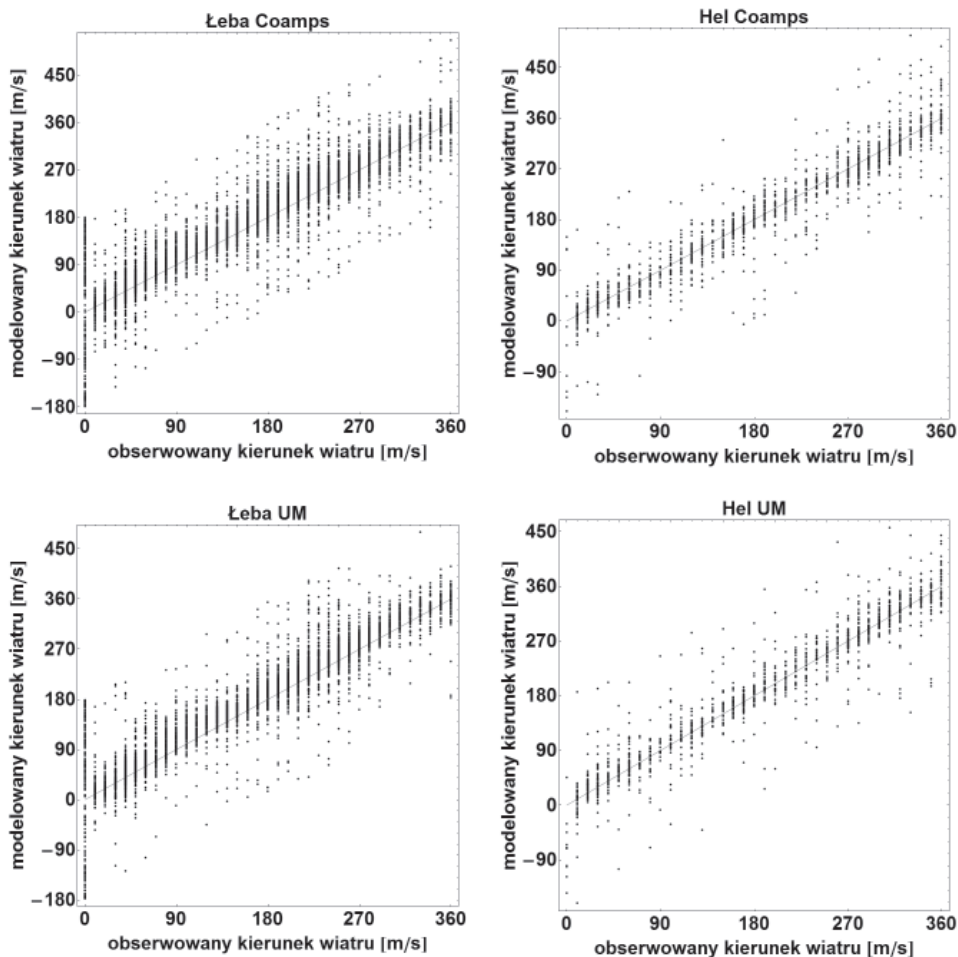 Łeba Coamps
modelowany kierunek wiatru [m/s]
450
360
270
180
90
0
−90
−180
0 90 180 270 360
obserwowany kierunek wiatru [m/s]
Hel Coamps
modelowany kierunek wiatru [m/s]
450
360
270
180
90
0
−90
0 90 180 270 360
obserwowany kierunek wiatru [m/s]
Łeba UM
modelowany kierunek wiatru [m/s]
450
360
270
180
90
0
−90
−180
0 90 180 270 360
obserwowany kierunek wiatru [m/s]
Hel UM
modelowany kierunek wiatru [m/s]
450
360
270
180
90
0
−90
0 90 180 270 360
obserwowany kierunek wiatru [m/s]